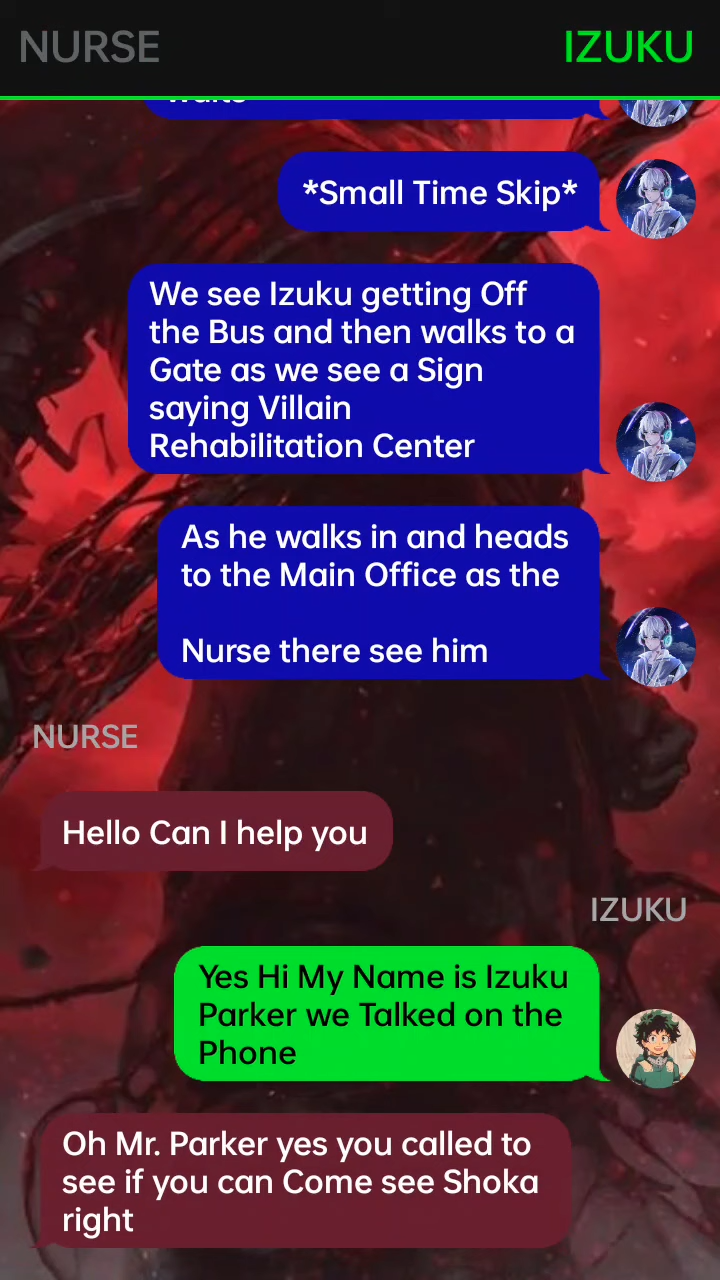 NURSE
IZUKU
*Small Time Skip*
We see Izuku getting Off
the Bus and then walks to a
Gate as we see a Sign
saying Villain
Rehabilitation Center
As he walks in and heads
to the Main Office as the
Nurse there see him
NURSE
Hello Can I help you
IZUKU
Yes Hi My Name is Izuku
Parker we Talked on the
Phone
Oh Mr. Parker yes you called to
see if you can Come see Shoka
right